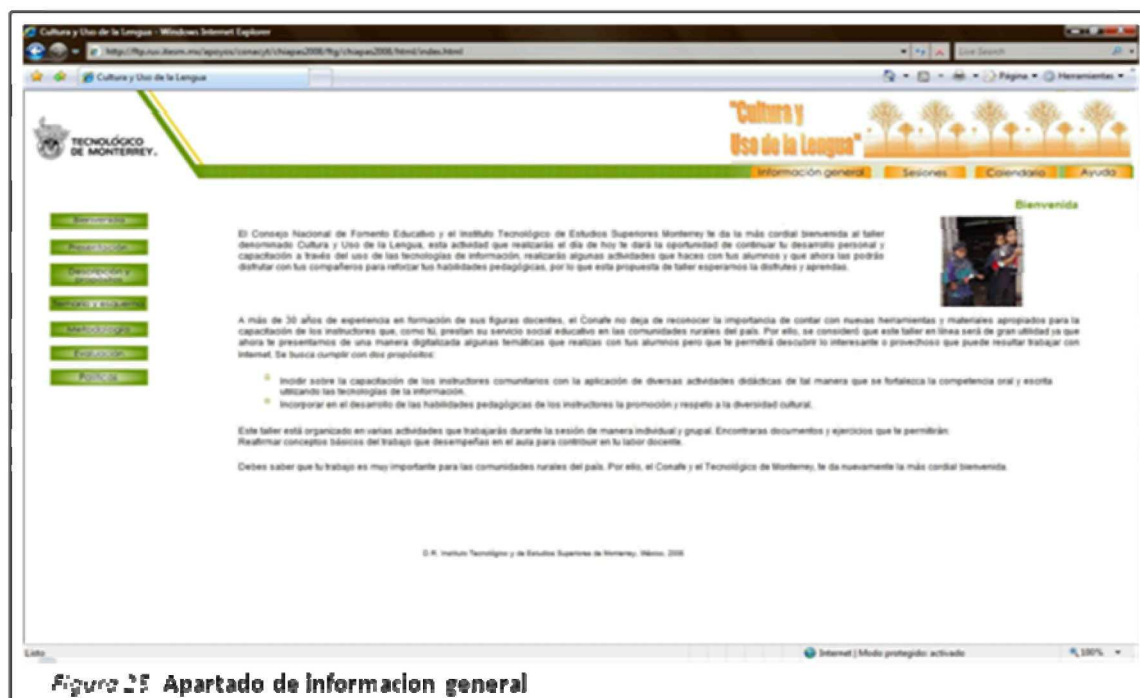 Cultura y Uso de la Lengua - Windows Internet Explorer
Live Search
Cultura y Uso de la Lengua
Página
Herramientas
TECNOLÓGICO
DE MONTERREY.
"Cultura y
Uso de la Lengua"
Información general
Sesiones
Calendario
Ayuda
Bienvenida
Bienvenida
Presentación
Descripción y
propósitos
Temario y esquema
Metodología
Evaluación
Políticas
El Consejo Nacional de Fomento Educativo y el Instituto Tecnológico de Estudios Superiores Monterrey te da la más cordial bienvenida al taller
denominado Cultura y Uso de la Lengua, esta actividad que realizarás el día de hoy te dará la oportunidad de continuar tu desarrollo personal y
capacitación a través del uso de las tecnologías de información, realizarás algunas actividades que haces con tus alumnos y que ahora las podrás
disfrutar con tus compañeros para reforzar tus habilidades pedagógicas, por lo que esta propuesta de taller esperamos la disfrutes y aprendas.
A más de 30 años de experiencia en formación de sus figuras docentes, el Conafe no deja de reconocer la importancia de contar con nuevas herramientas y materiales apropiados para la
capacitación de los instructores que, como tú, prestan su servicio social educativo en las comunidades rurales del país. Por ello, se consideró que este taller en línea será de gran utilidad ya que
ahora te presentamos de una manera digitalizada algunas temáticas que realizas con tus alumnos pero que te permitirá descubrir lo interesante o provechoso que puede resultar trabajar con
Internet. Se busca cumplir con dos propósitos:
Incidir sobre la capacitación de los instructores comunitarios con la aplicación de diversas actividades didácticas de tal manera que se fortalezca la competencia oral y escrita
utilizando las tecnologías de la información.
Incorporar en el desarrollo de las habilidades pedagógicas de los instructores la promoción y respeto a la diversidad cultural.
Este taller está organizado en varias actividades que trabajarás durante la sesión de manera individual y grupal. Encontraras documentos y ejercicios que te permitirán:
Reafirmar conceptos básicos del trabajo que desempeñas en el aula para contribuir en tu labor docente.
Debes saber que tu trabajo es muy importante para las comunidades rurales del país. Por ello, el Conafe y el Tecnológico de Monterrey, te da nuevamente la más cordial bienvenida.
D.R. Instituto Tecnológico y de Estudios Superiores de Monterrey, México, 2008
Listo
Internet | Modo protegido: activado
100%
Figura 25 Apartado de informacion general